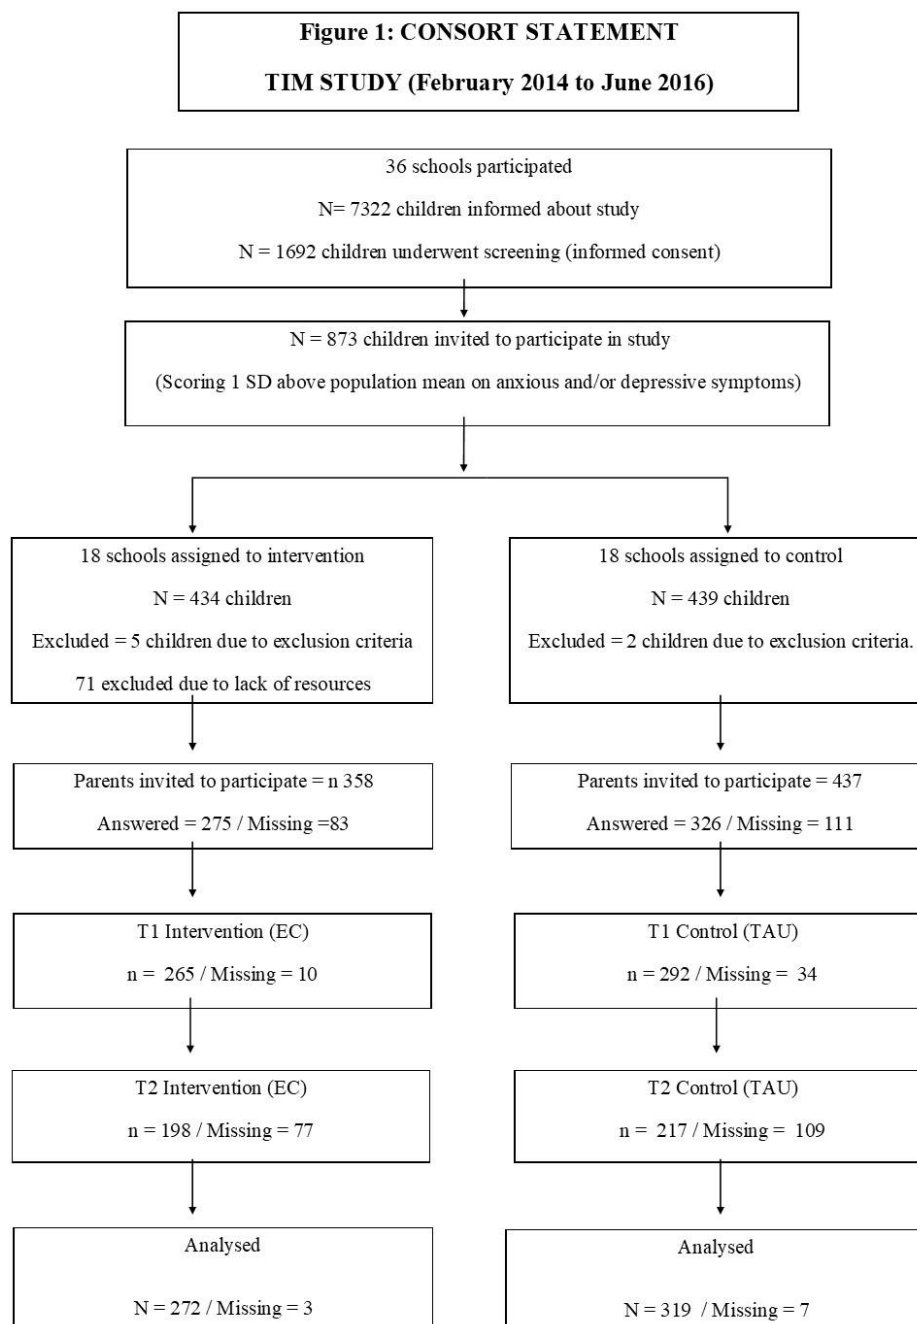 Figure 1: CONSORT STATEMENT
TIM STUDY (February 2014 to June 2016)
36 schools participated
N= 7322 children informed about study
N = 1692 children underwent screening (informed consent)
N = 873 children invited to participate in study
(Scoring 1 SD above population mean on anxious and/or depressive symptoms)
18 schools assigned to intervention
N = 434 children
Excluded = 5 children due to exclusion criteria
71 excluded due to lack of resources
18 schools assigned to control
N = 439 children
Excluded = 2 children due to exclusion criteria.
Parents invited to participate = n 358
Answered = 275 / Missing =83
Parents invited to participate = 437
Answered = 326 / Missing = 111
T1 Intervention (EC)
n = 265 / Missing = 10
T1 Control (TAU)
n = 292 / Missing = 34
T2 Intervention (EC)
n = 198 / Missing = 77
T2 Control (TAU)
n = 217 / Missing = 109
Analysed
N = 272 / Missing = 3
Analysed
N = 319 / Missing = 7